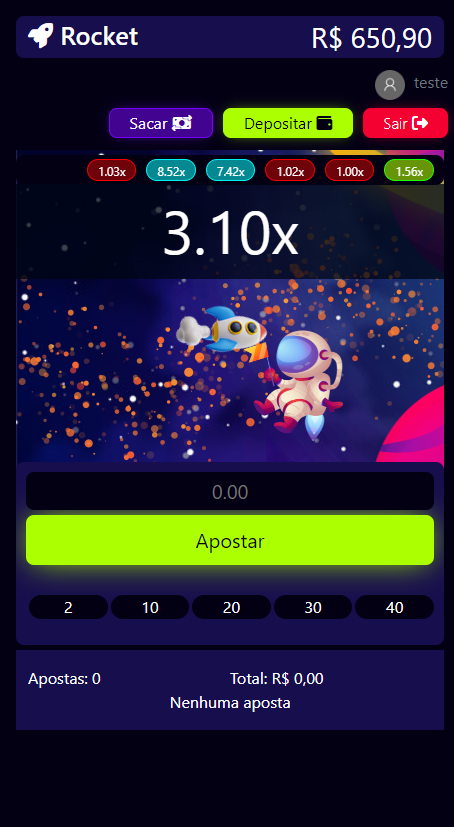 Rocket R$ 650,90
teste
Sacar Depositar Sair
1.03x 8.52x 7.42x 1.02x 1.00x 1.56x
3.10x
0.00
Apostar
2 10 20 30 40
Apostas: 0 Total: R$ 0,00
Nenhuma aposta